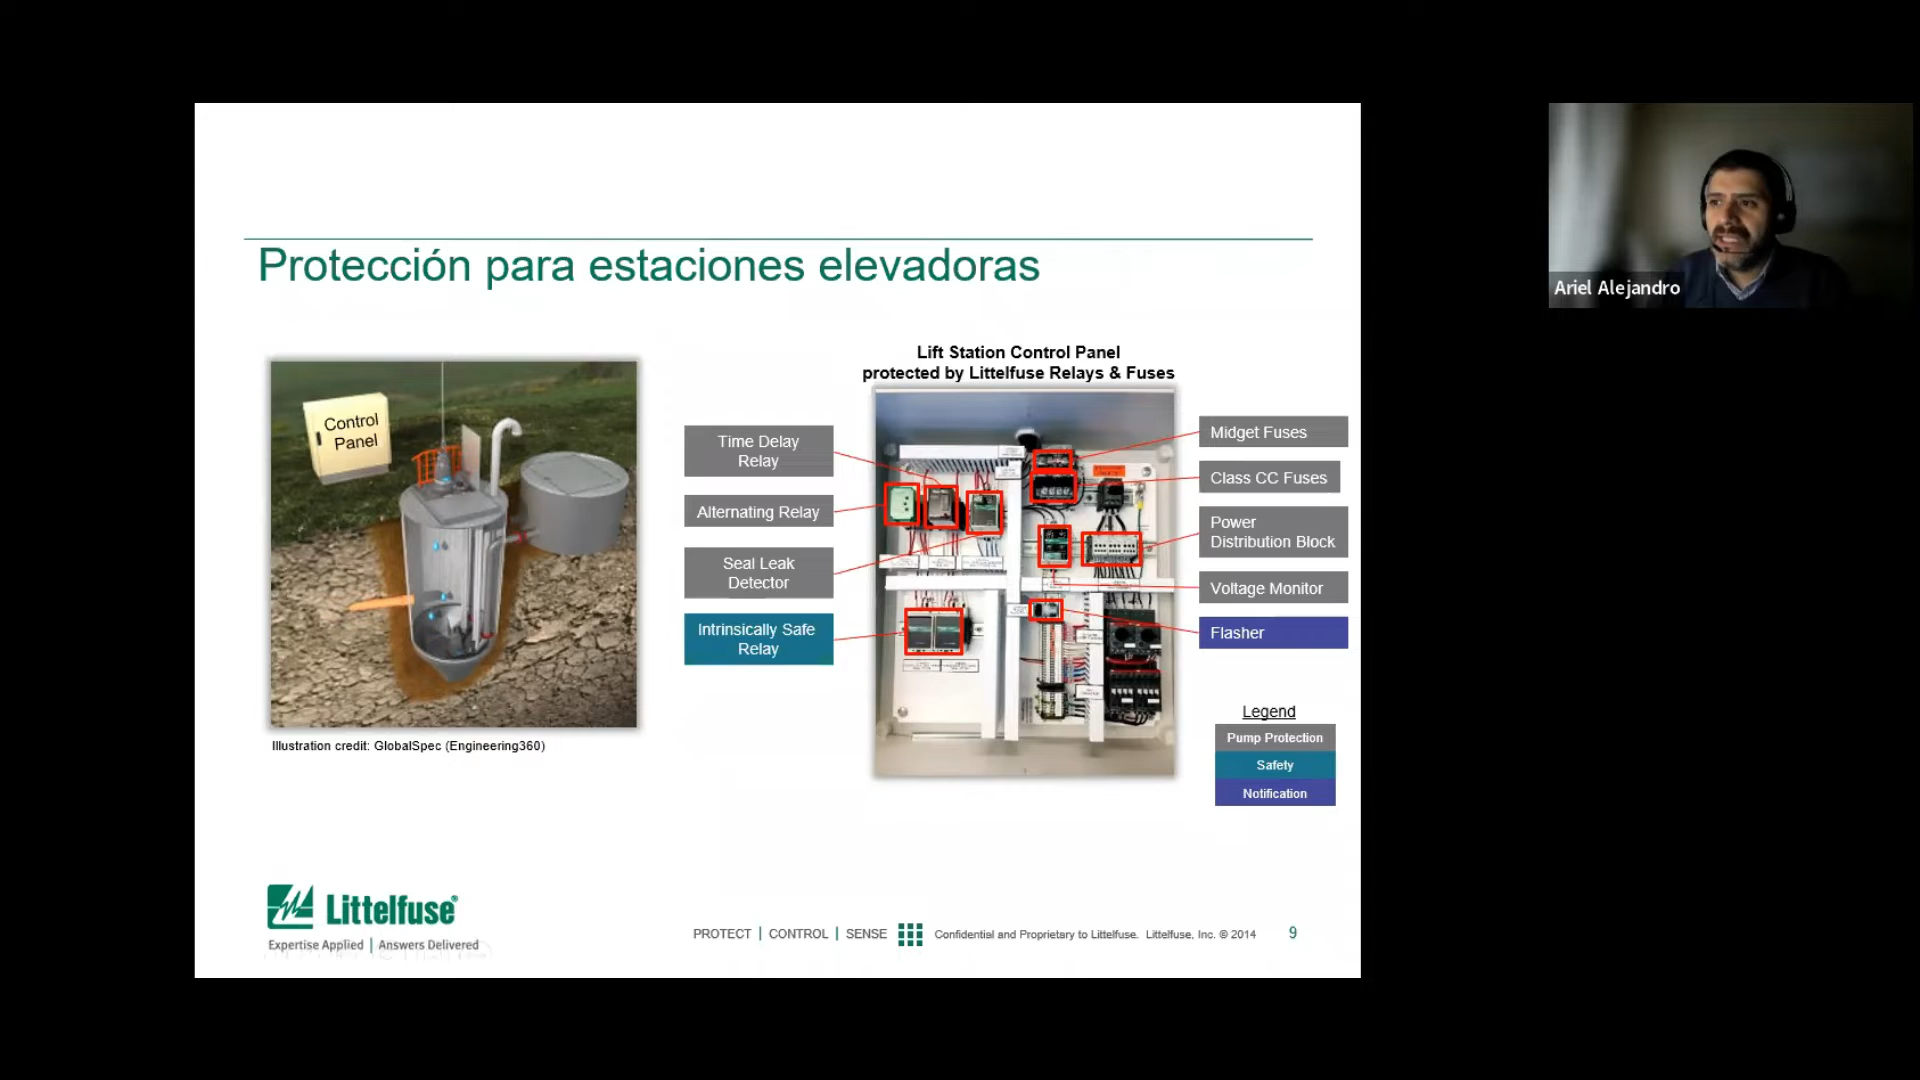 Protección para estaciones elevadoras
Control
Panel
Illustration credit: GlobalSpec (Engineering360)
Lift Station Control Panel
protected by Littelfuse Relays & Fuses
Time Delay
Relay
Alternating Relay
Seal Leak
Detector
Intrinsically Safe
Relay
Midget Fuses
Class CC Fuses
Power
Distribution Block
Voltage Monitor
Flasher
Legend
Pump Protection
Safety
Notification
Littelfuse®
Expertise Applied | Answers Delivered
PROTECT | CONTROL | SENSE
Confidential and Proprietary to Littelfuse. Littelfuse, Inc. © 2014
9
Ariel Alejandro